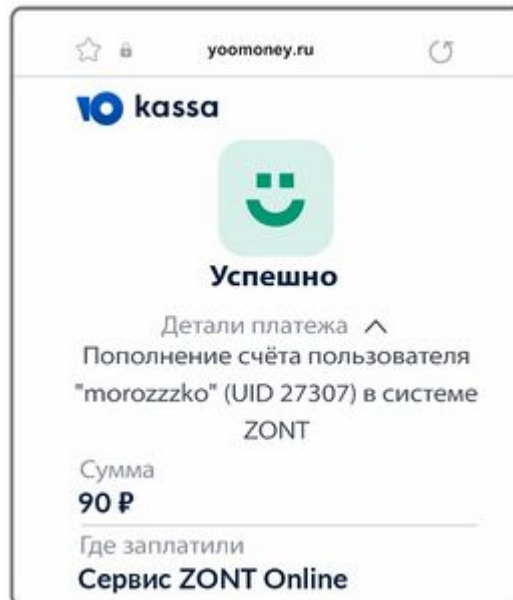 yoomoney.ru
Ю kassa
Успешно
Детали платежа
Пополнение счёта пользователя
"morozzzko" (UID 27307) в системе
ZONT
Сумма
90 ₽
Где заплатили
Сервис ZONT Online